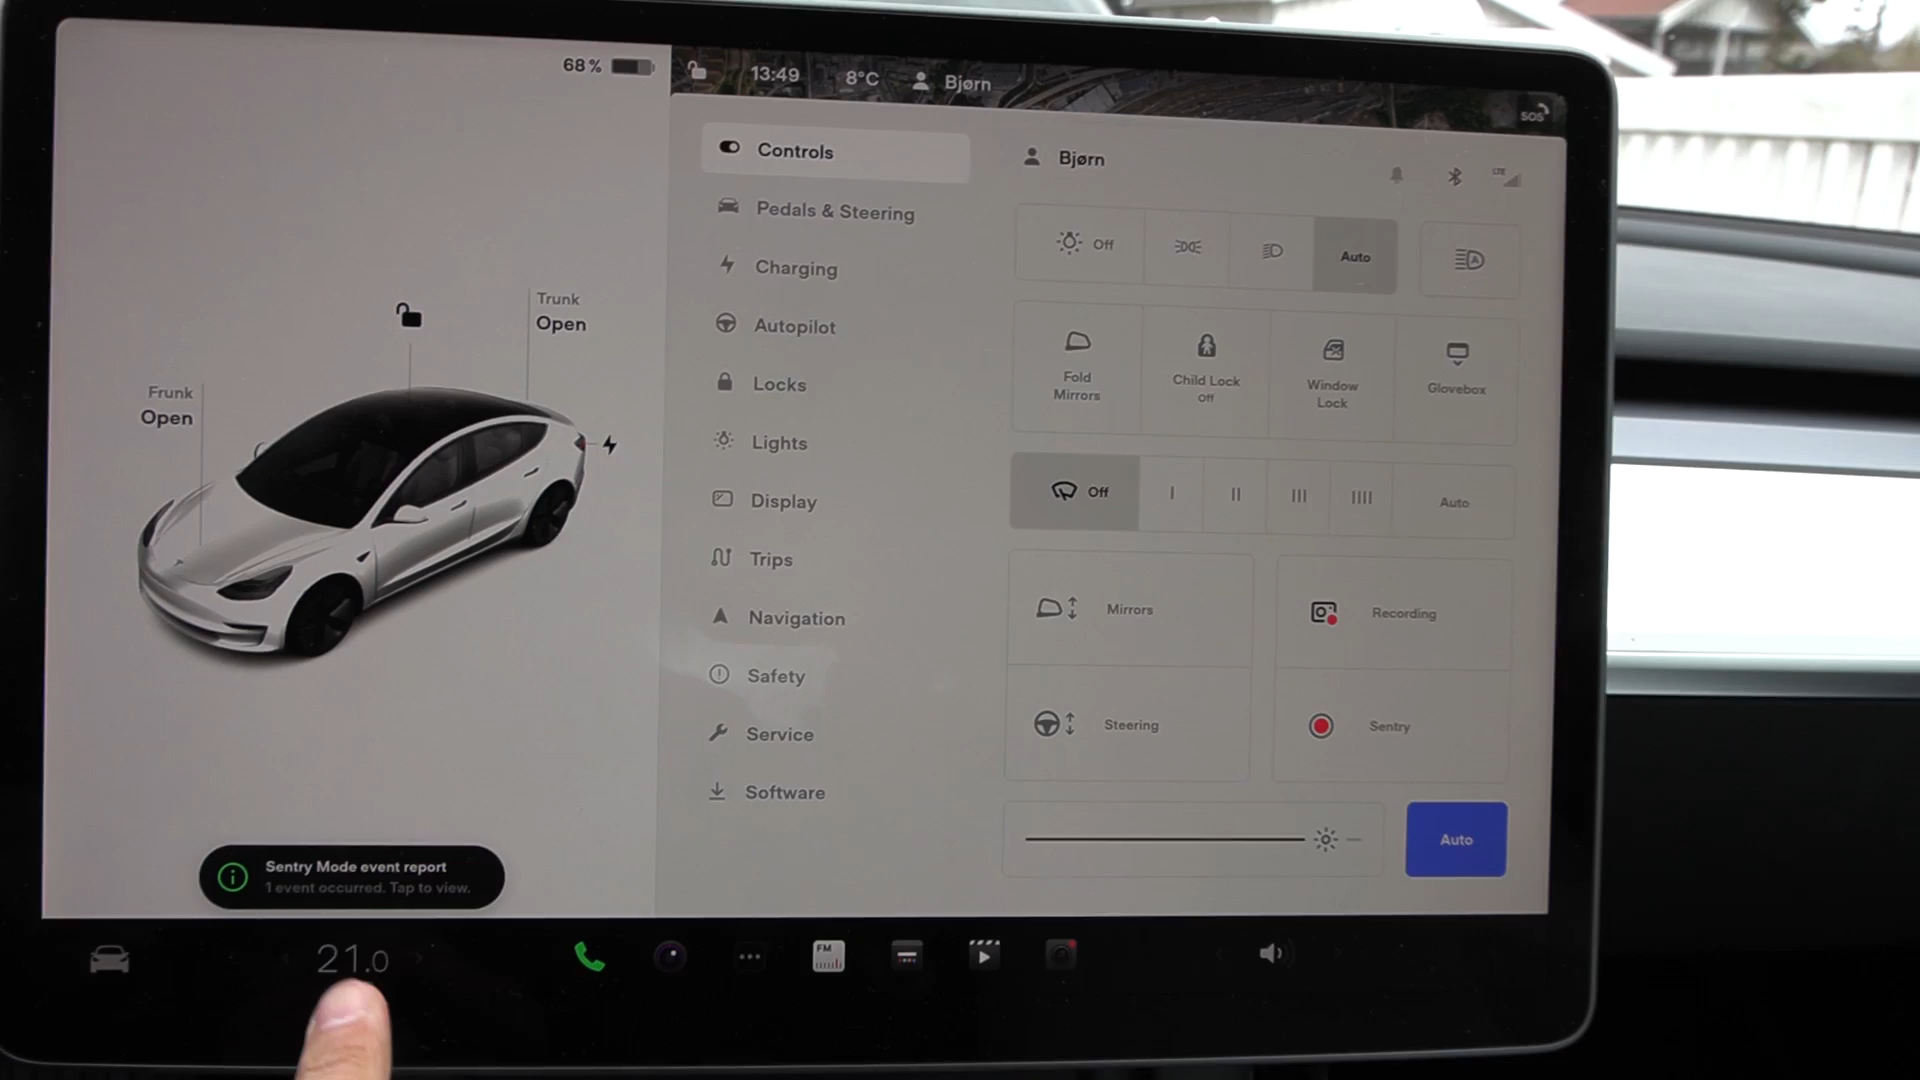 68 %
13:49
8°C
Bjørn
SOS
Controls
Pedals & Steering
Charging
Autopilot
Locks
Lights
Display
Trips
Navigation
Safety
Service
Software
Trunk
Open
Frunk
Open
Bjørn
LTE
Off
Auto
A
Fold
Mirrors
Child Lock
Off
Window
Lock
Glovebox
Off
I
II
III
IIII
Auto
Mirrors
Recording
Steering
Sentry
Auto
Sentry Mode event report
1 event occurred. Tap to view.
21.0
FM